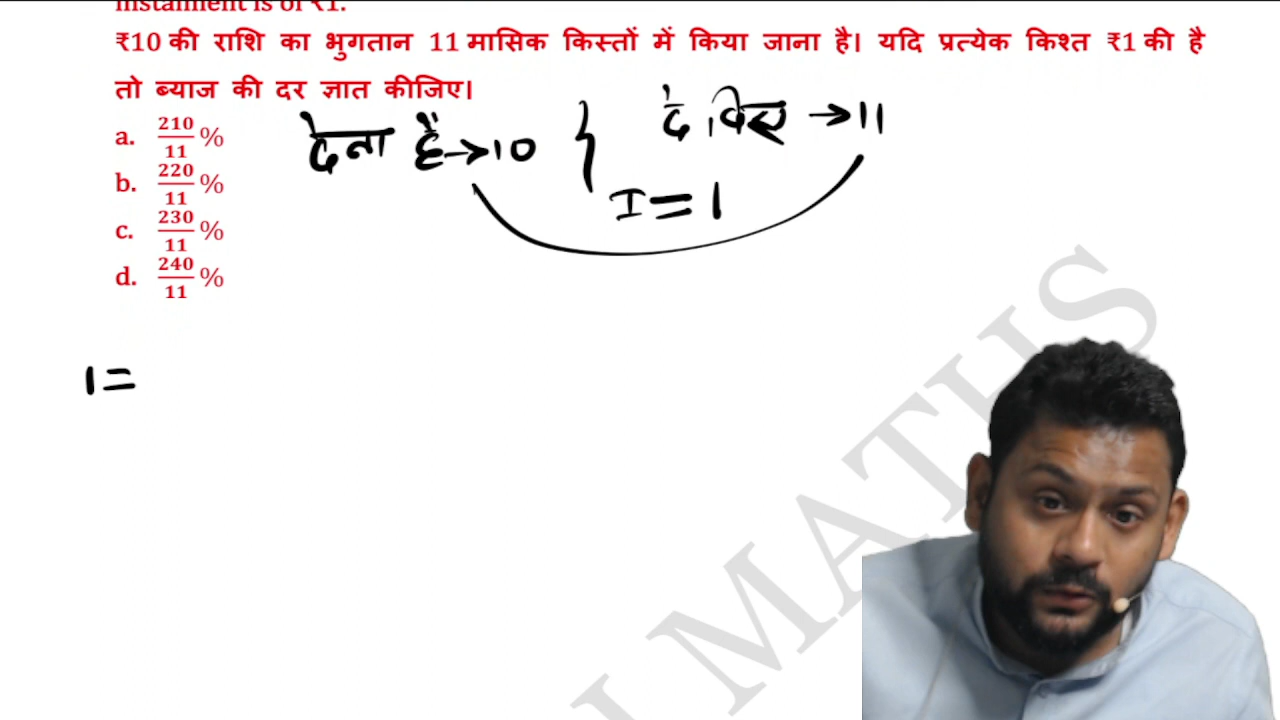 instalment is of ₹1.
₹10 की राशि का भुगतान 11 मासिक किस्तों में किया जाना है। यदि प्रत्येक किश्त ₹1 की है
तो ब्याज की दर ज्ञात कीजिए।
a. 210/11 %
b. 220/11 %
c. 230/11 %
d. 240/11 %
देना है → 10
→ 11
I = 1
1 =
MATHS